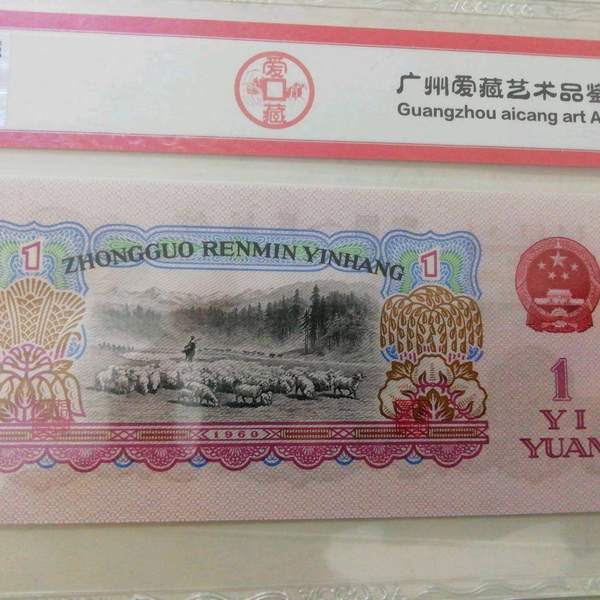 爱藏
广州爱藏艺术品鉴
Guangzhou aicang art A
1 ZHONGGUO RENMIN YINHANG 1
1
YI
YUAN
1960